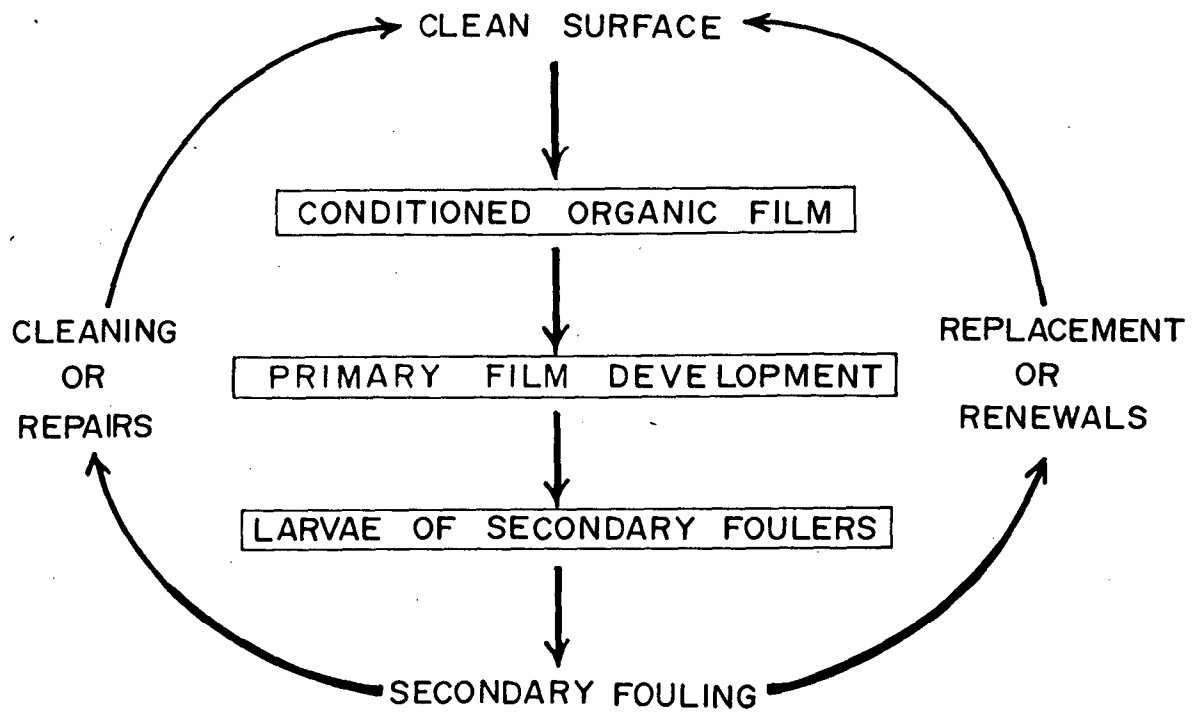 CLEAN SURFACE
CONDITIONED ORGANIC FILM
CLEANING
OR
REPAIRS
REPLACEMENT
OR
RENEWALS
PRIMARY FILM DEVELOPMENT
LARVAE OF SECONDARY FOULERS
SECONDARY FOULING